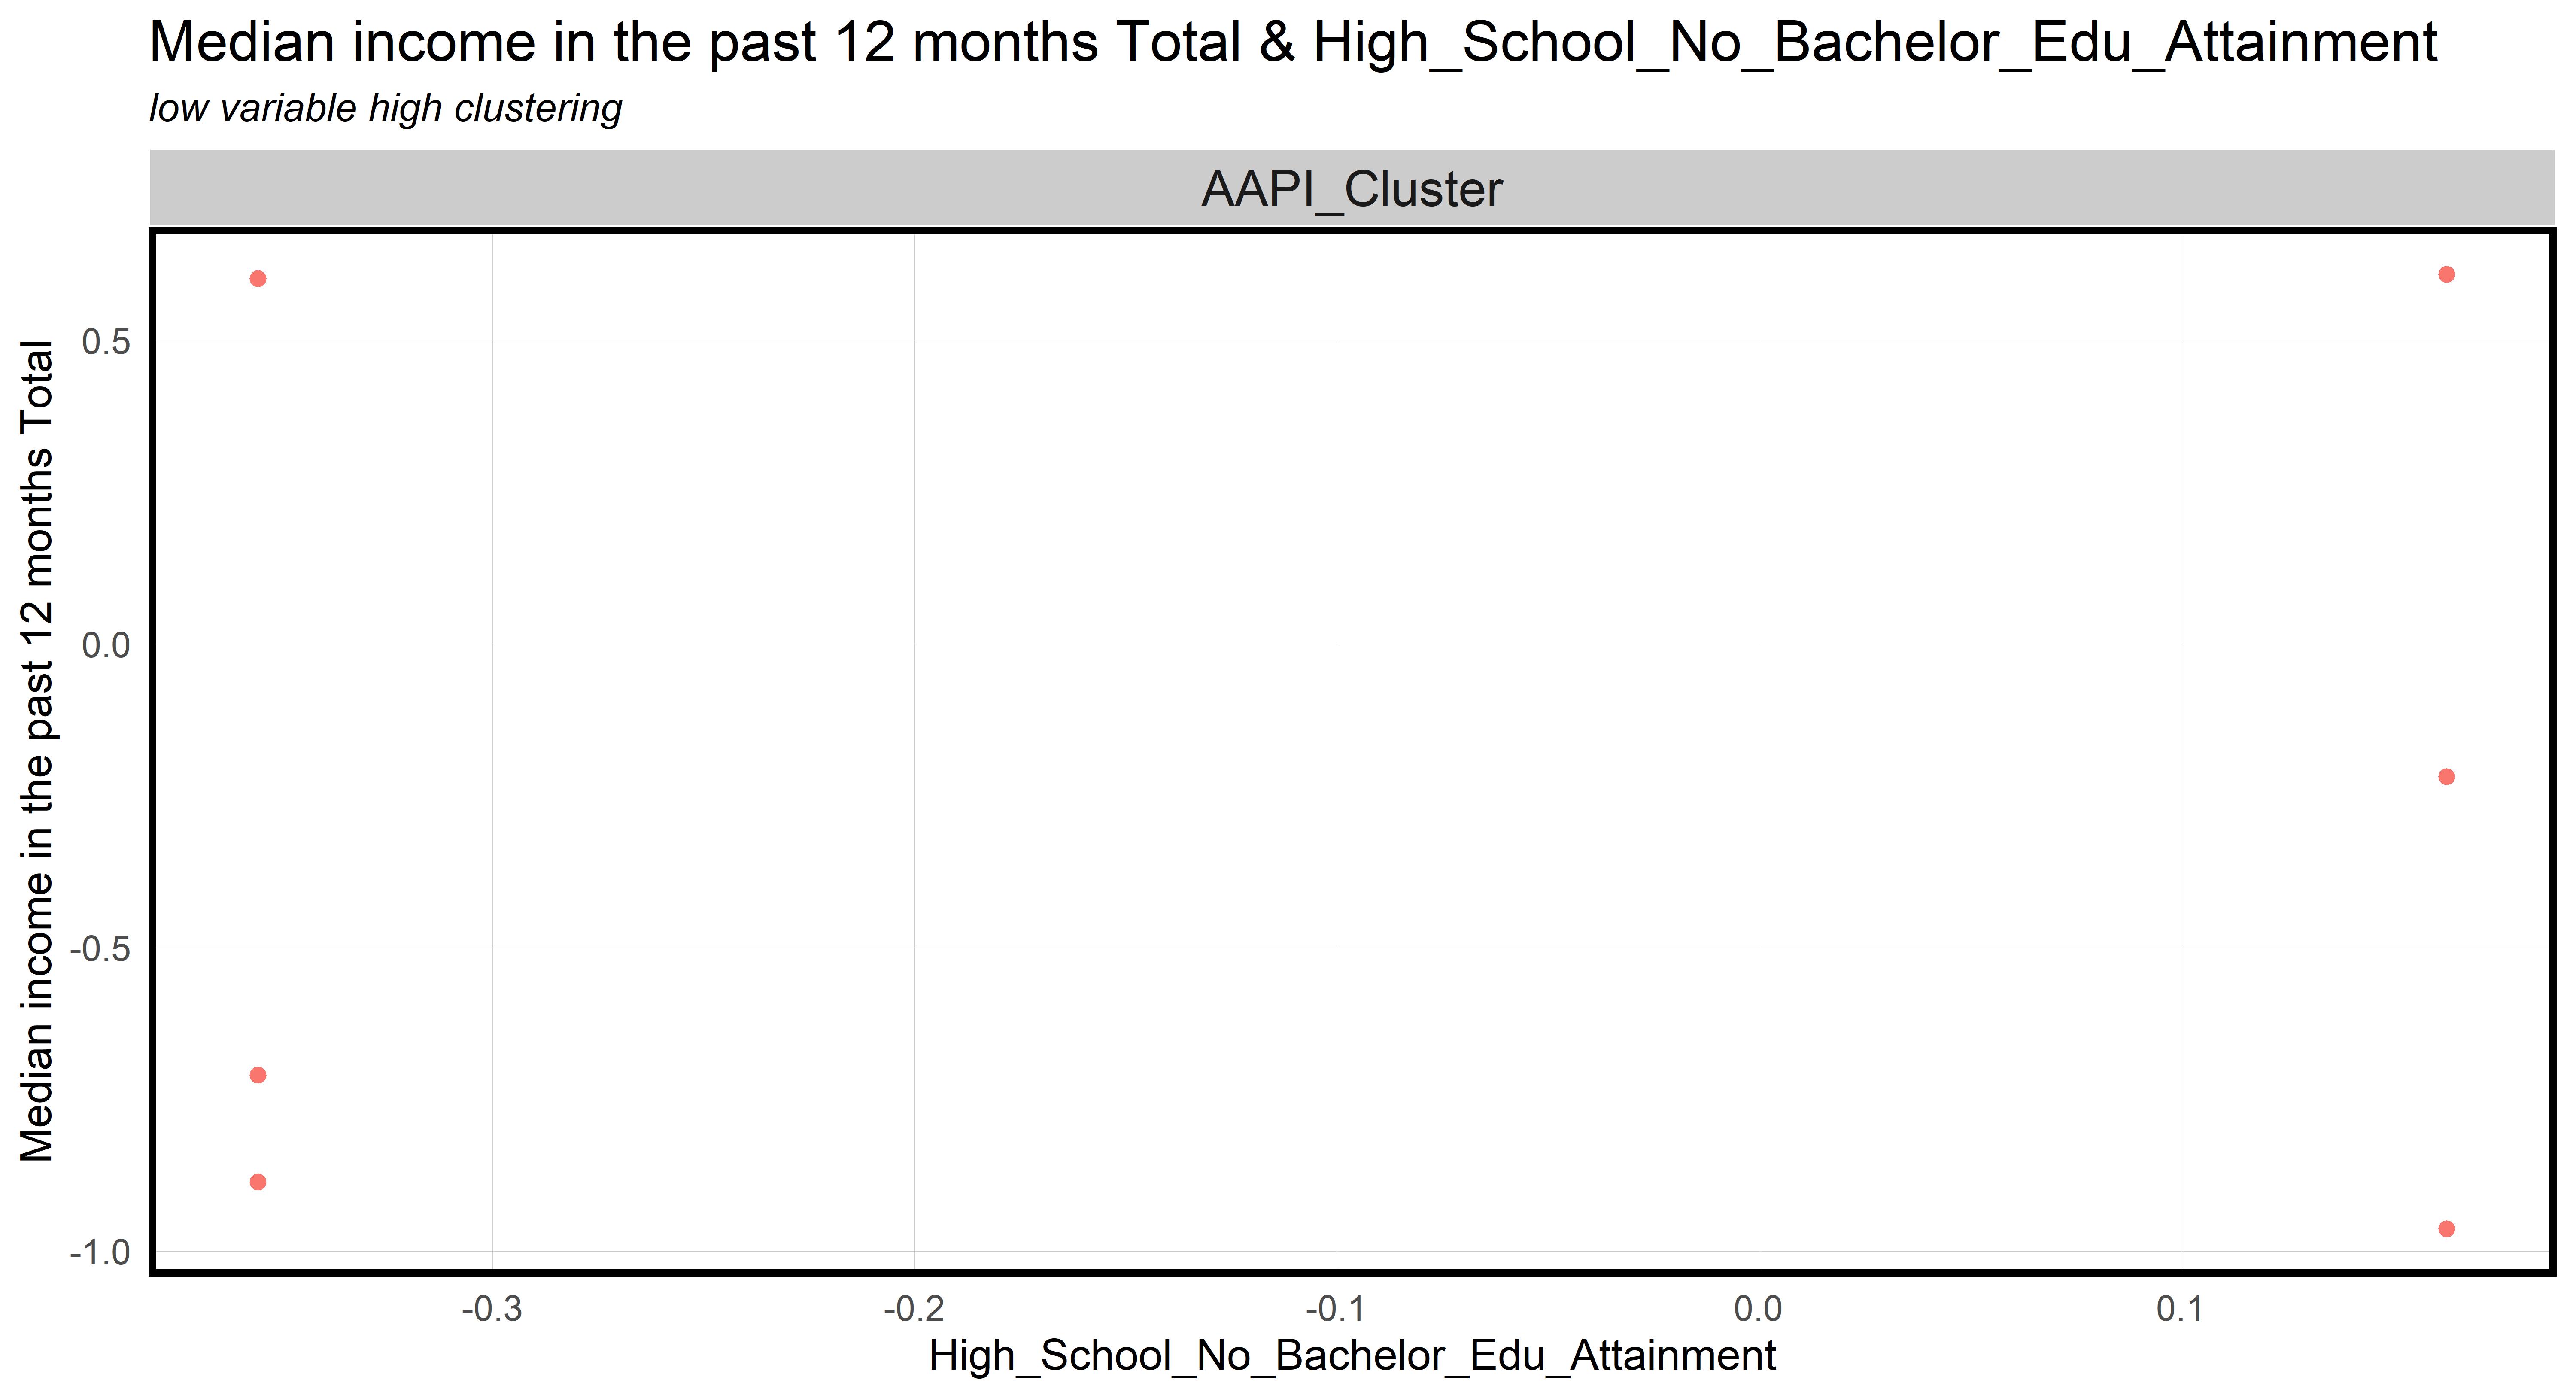 Median income in the past 12 months Total & High_School_No_Bachelor_Edu_Attainment
low variable high clustering
AAPI_Cluster
Median income in the past 12 months Total
0.5
0.0
-0.5
-1.0
-0.3
-0.2
-0.1
0.0
0.1
High_School_No_Bachelor_Edu_Attainment